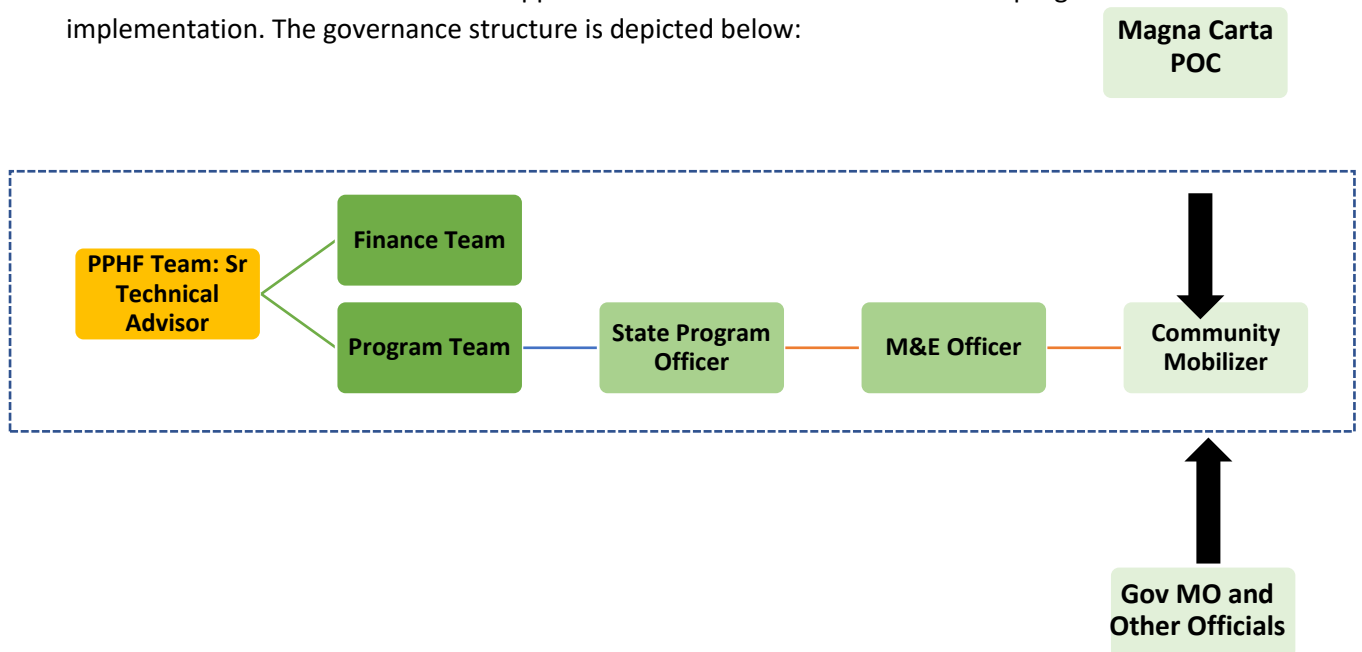 implementation. The governance structure is depicted below:
Magna Carta
POC
Finance Team
PPHF Team: Sr
Technical
Advisor
Program Team
State Program
Officer
M&E Officer
Community
Mobilizer
Gov MO and
Other Officials